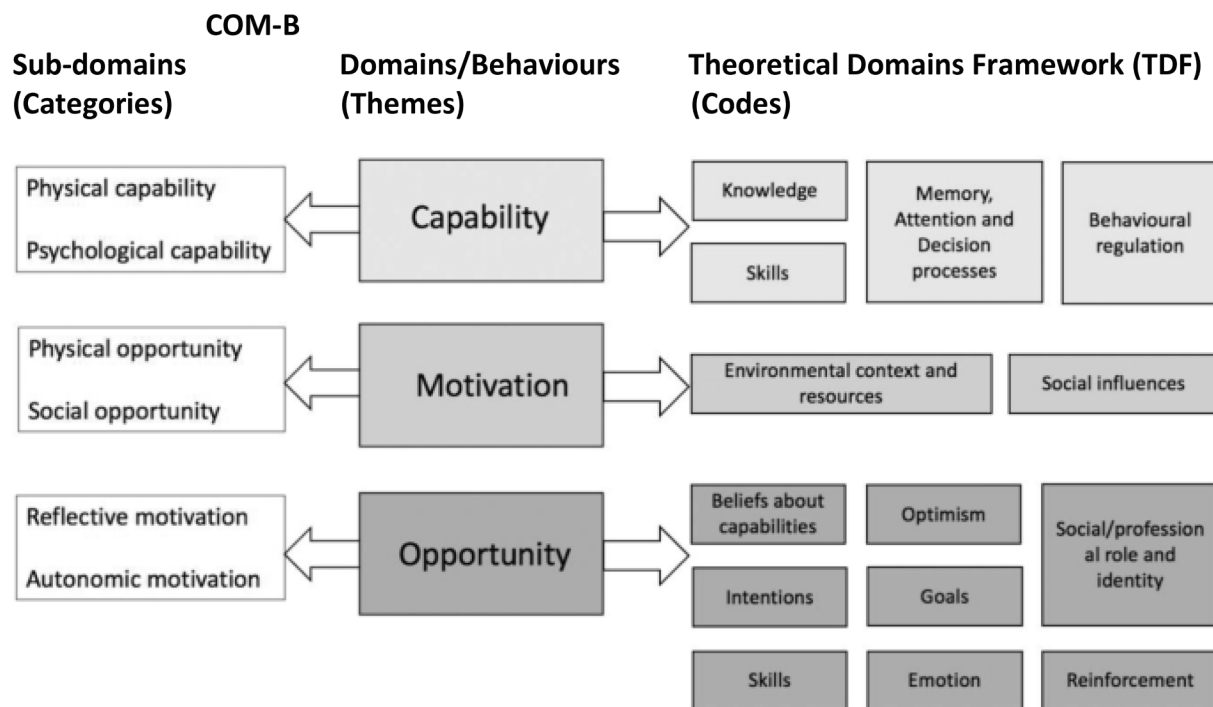 COM-B
Sub-domains
(Categories)
Domains/Behaviours
(Themes)
Theoretical Domains Framework (TDF)
(Codes)
Physical capability
Psychological capability
Capability
Knowledge
Skills
Memory,
Attention and
Decision
processes
Behavioural
regulation
Physical opportunity
Social opportunity
Motivation
Environmental context and
resources
Social influences
Reflective motivation
Autonomic motivation
Opportunity
Beliefs about
capabilities
Optimism
Social/profession
al role and
identity
Intentions
Goals
Skills
Emotion
Reinforcement